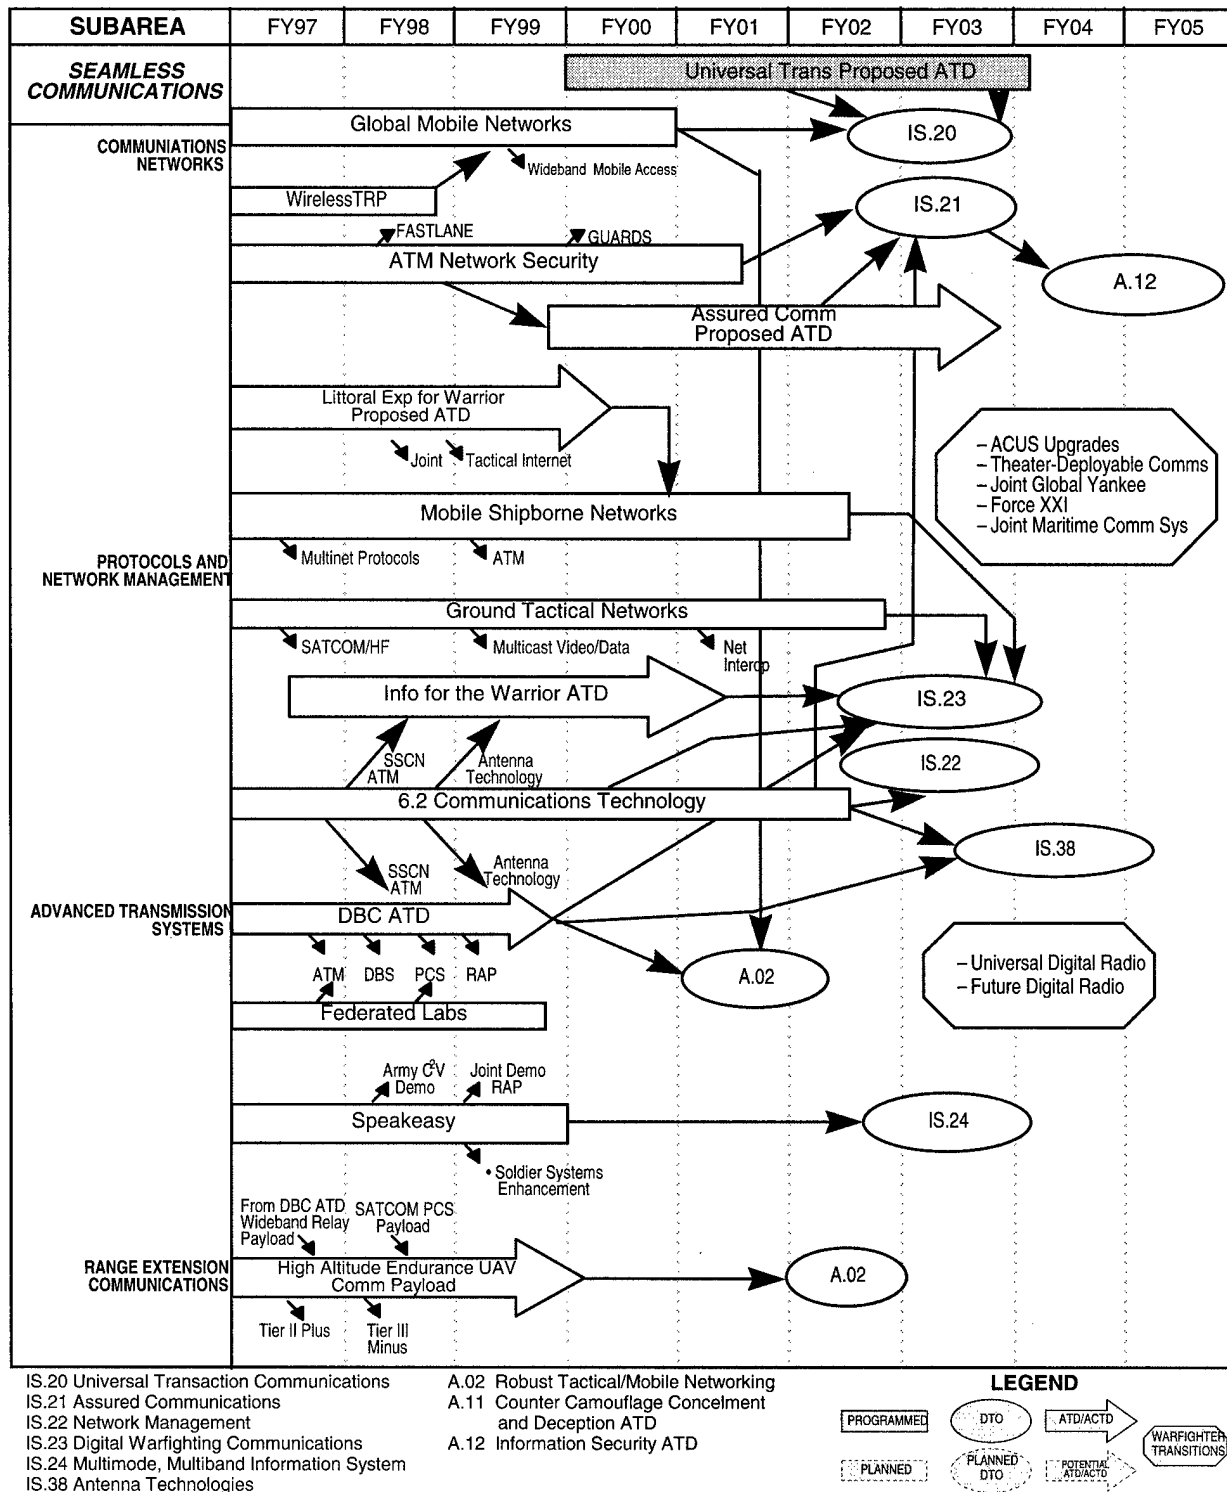 SUBAREA FY97 FY98 FY99 FY00 FY01 FY02 FY03 FY04 FY05
SEAMLESS
COMMUNICATIONS
Universal Trans Proposed ATD
COMMUNIATIONS
NETWORKS
Global Mobile Networks
IS.20
Wideband Mobile Access
WirelessTRP
IS.21
FASTLANE
GUARDS
ATM Network Security
A.12
Assured Comm
Proposed ATD
Littoral Exp for Warrior
Proposed ATD
Joint
Tactical Internet
– ACUS Upgrades
– Theater-Deployable Comms
– Joint Global Yankee
– Force XXI
– Joint Maritime Comm Sys
Mobile Shipborne Networks
Multinet Protocols
ATM
PROTOCOLS AND
NETWORK MANAGEMENT
Ground Tactical Networks
SATCOM/HF
Multicast Video/Data
Net
Interop
Info for the Warrior ATD
IS.23
SSCN
ATM
Antenna
Technology
IS.22
6.2 Communications Technology
IS.38
SSCN
ATM
Antenna
Technology
ADVANCED TRANSMISSION
SYSTEMS
DBC ATD
ATM
DBS
PCS
RAP
A.02
– Universal Digital Radio
– Future Digital Radio
Federated Labs
Army C²V
Demo
Joint Demo
RAP
Speakeasy
IS.24
• Soldier Systems
Enhancement
From DBC ATD
Wideband Relay
Payload
SATCOM PCS
Payload
RANGE EXTENSION
COMMUNICATIONS
High Altitude Endurance UAV
Comm Payload
A.02
Tier II Plus
Tier III
Minus
IS.20 Universal Transaction Communications
IS.21 Assured Communications
IS.22 Network Management
IS.23 Digital Warfighting Communications
IS.24 Multimode, Multiband Information System
IS.38 Antenna Technologies
A.02 Robust Tactical/Mobile Networking
A.11 Counter Camouflage Concelment
and Deception ATD
A.12 Information Security ATD
LEGEND
PROGRAMMED
DTO
ATD/ACTD
WARFIGHTER
TRANSITIONS
PLANNED
PLANNED
DTO
POTENTIAL
ATD/ACTD